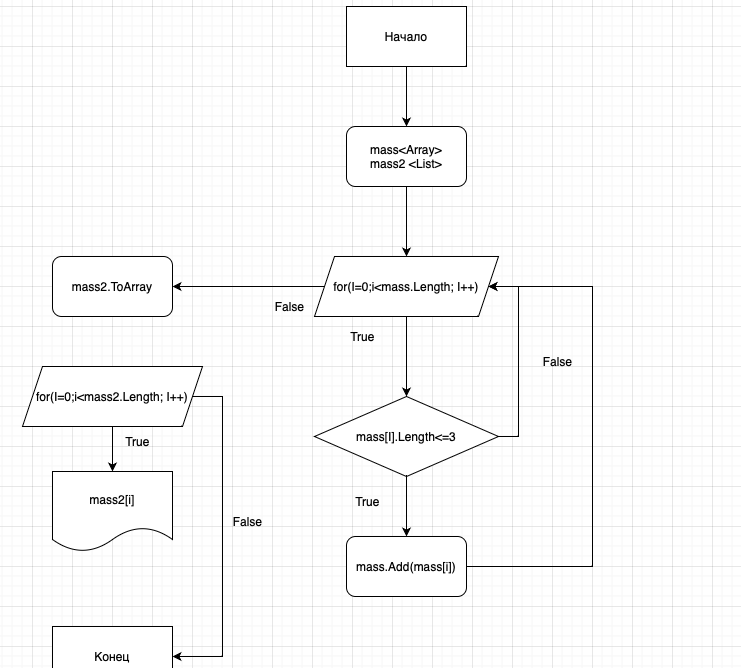 Начало
mass<Array>
mass2 <List>
mass2.ToArray
for(I=0;i<mass.Length; I++)
False
True
False
for(I=0;i<mass2.Length; I++)
True
mass[I].Length<=3
mass2[i]
True
False
mass.Add(mass[i])
Конец